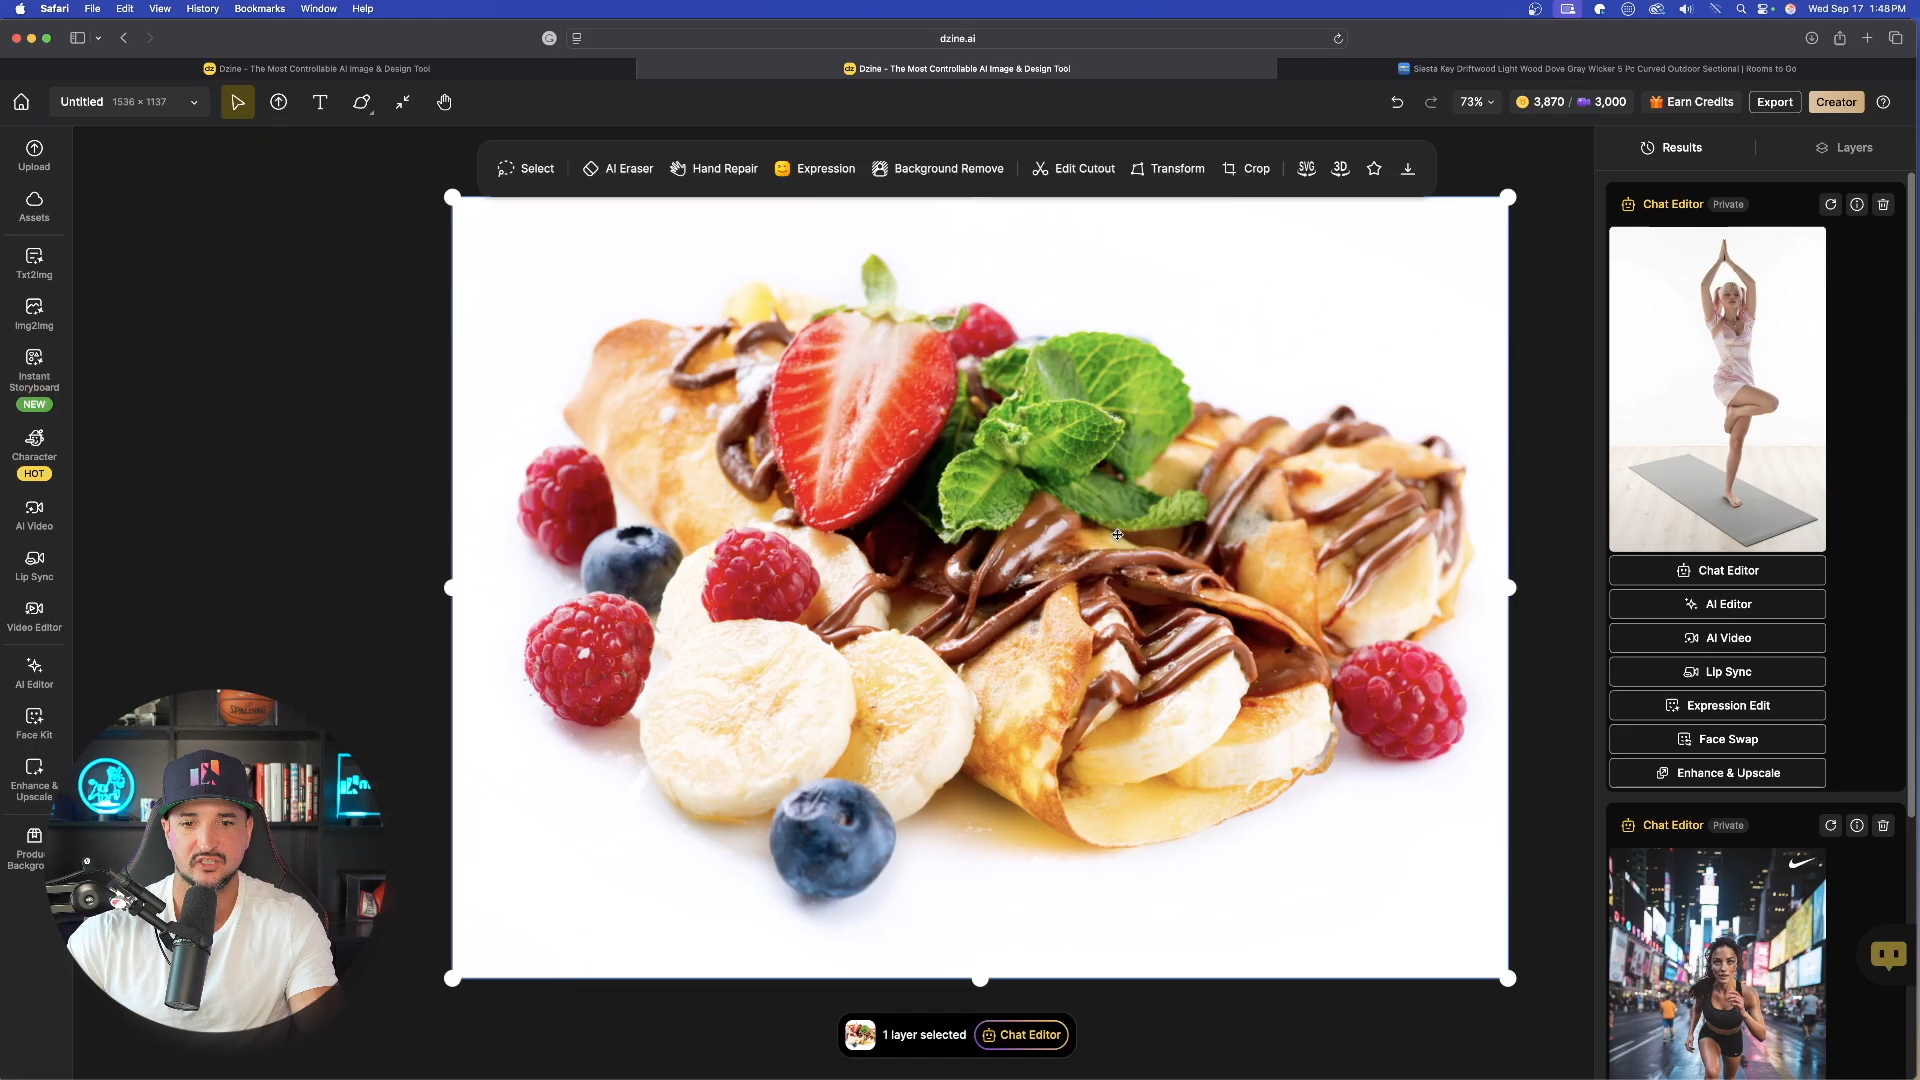 Safari File Edit View History Bookmarks Window Help
Wed Sep 17 1:48 PM
dzine.ai
Dzine - The Most Controllable AI Image & Design Tool
Dzine - The Most Controllable AI Image & Design Tool
Siesta Key Driftwood Light Wood Dove Gray Wicker 5 Pc Curved Outdoor Sectional | Rooms to Go
Untitled 1536 × 1137
73%
3,870 / 3,000
Earn Credits
Export
Creator
Select
AI Eraser
Hand Repair
Expression
Background Remove
Edit Cutout
Transform
Crop
SVG
3D
Upload
Assets
Txt2Img
Img2Img
Instant
Storyboard
NEW
Character
HOT
AI Video
Lip Sync
Video Editor
AI Editor
Face Kit
Enhance &
Upscale
Produ
Backgro
SPALDING
1 layer selected
Chat Editor
Results
Layers
Chat Editor Private
Chat Editor
AI Editor
AI Video
Lip Sync
Expression Edit
Face Swap
Enhance & Upscale
Chat Editor Private